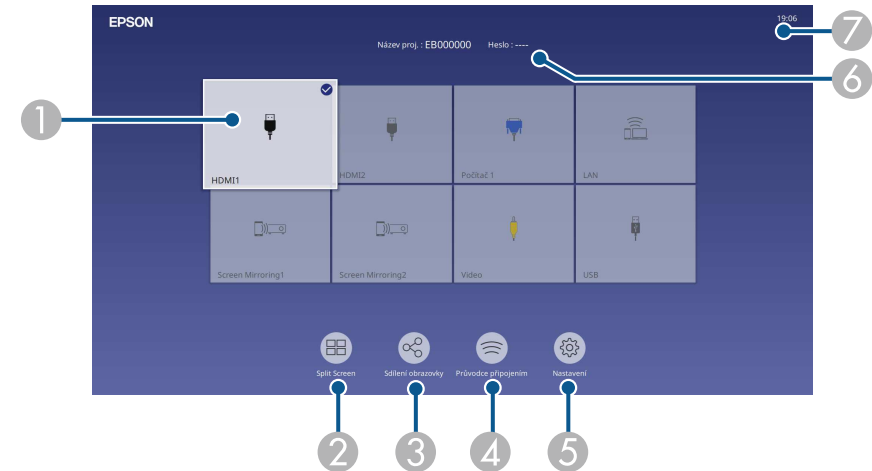 EPSON
19:06
Název proj. : EB000000 Heslo : ----
7
6
1
HDMI1
HDMI2
Počítač 1
LAN
Screen Mirroring1
Screen Mirroring2
Video
USB
Split Screen
Sdílení obrazovky
Průvodce připojením
Nastavení
2
3
4
5